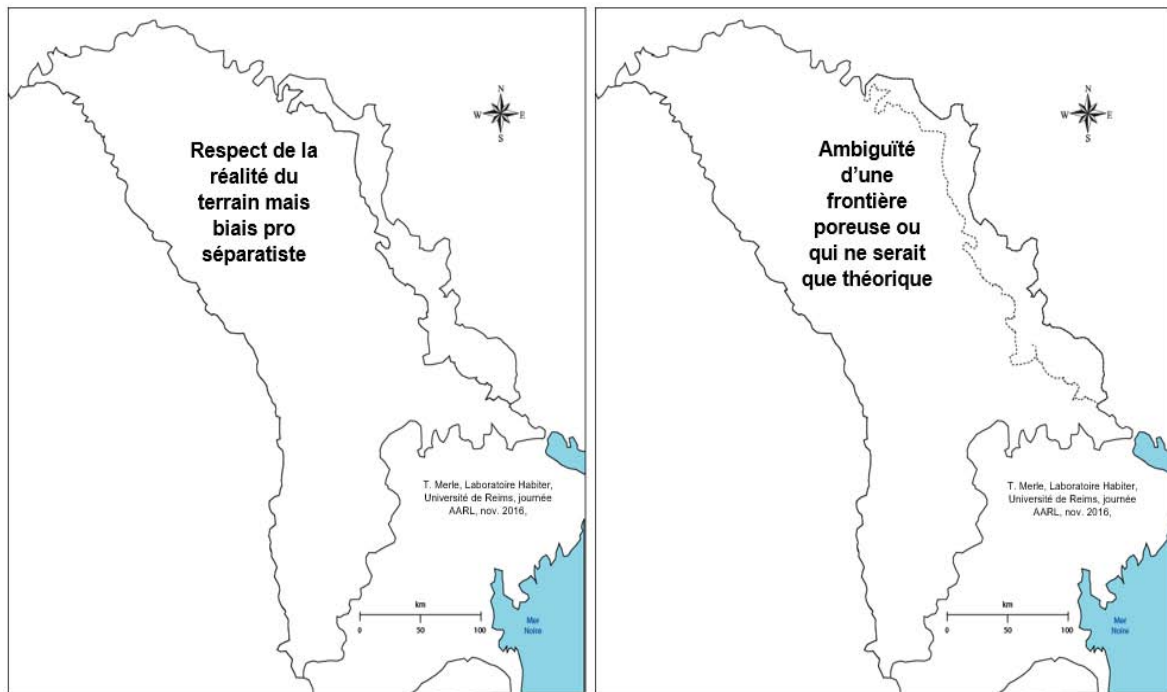 N
W E
S
Respect de la
réalité du
terrain mais
biais pro
séparatiste
T. Merle, Laboratoire Habiter,
Université de Reims, journée
AARL, nov. 2016,
km
0 50 100
Mer
Noire
N
W E
S
Ambiguïté
d'une
frontière
poreuse ou
qui ne serait
que théorique
T. Merle, Laboratoire Habiter,
Université de Reims, journée
AARL, nov. 2016,
km
0 50 100
Mer
Noire